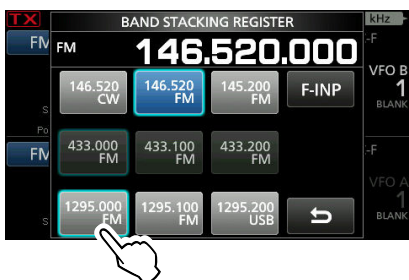 TX BAND STACKING REGISTER kHz
FM FM 146.520.000 -F
VFO B
1
BLANK
146.520 146.520 145.200 F-INP
CW FM FM
S
Po
433.000 433.100 433.200
FM FM FM
FM -F
VFO A
1
BLANK
1295.000 1295.100 1295.200
FM FM USB
S